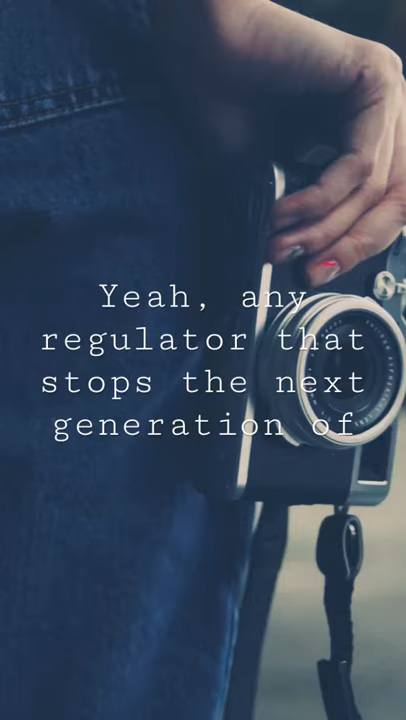 Yeah, any
regulator that
stops the next
generation of